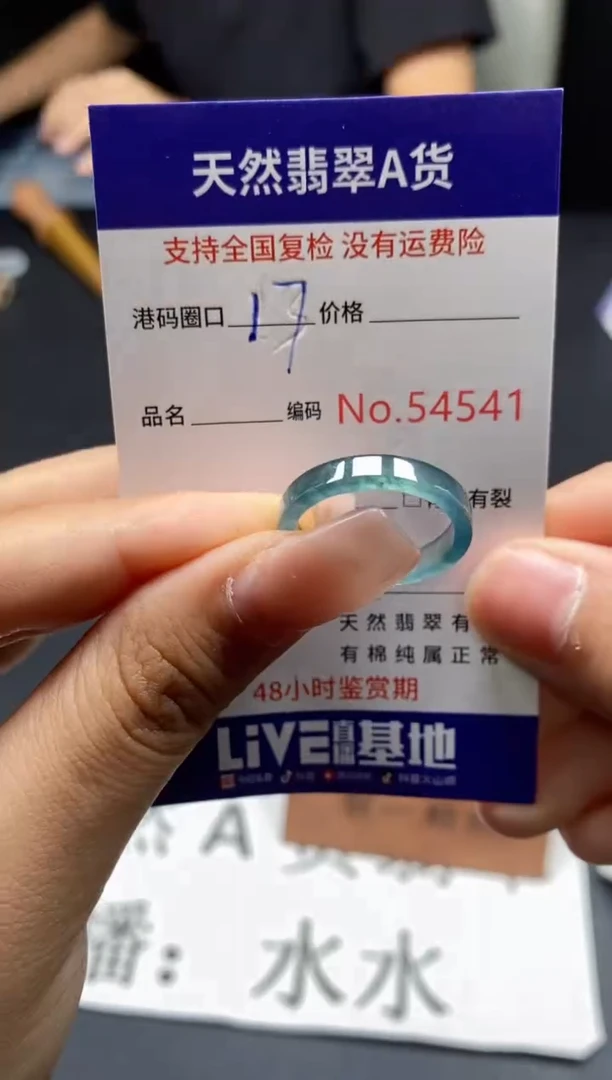 天然翡翠A货
支持全国复检 没有运费险
港码圈口 17 价格
品名 编码 No.54541
有裂
天然翡翠有
有棉纯属正常
48小时鉴赏期
LiVE直播基地
A
番：水水